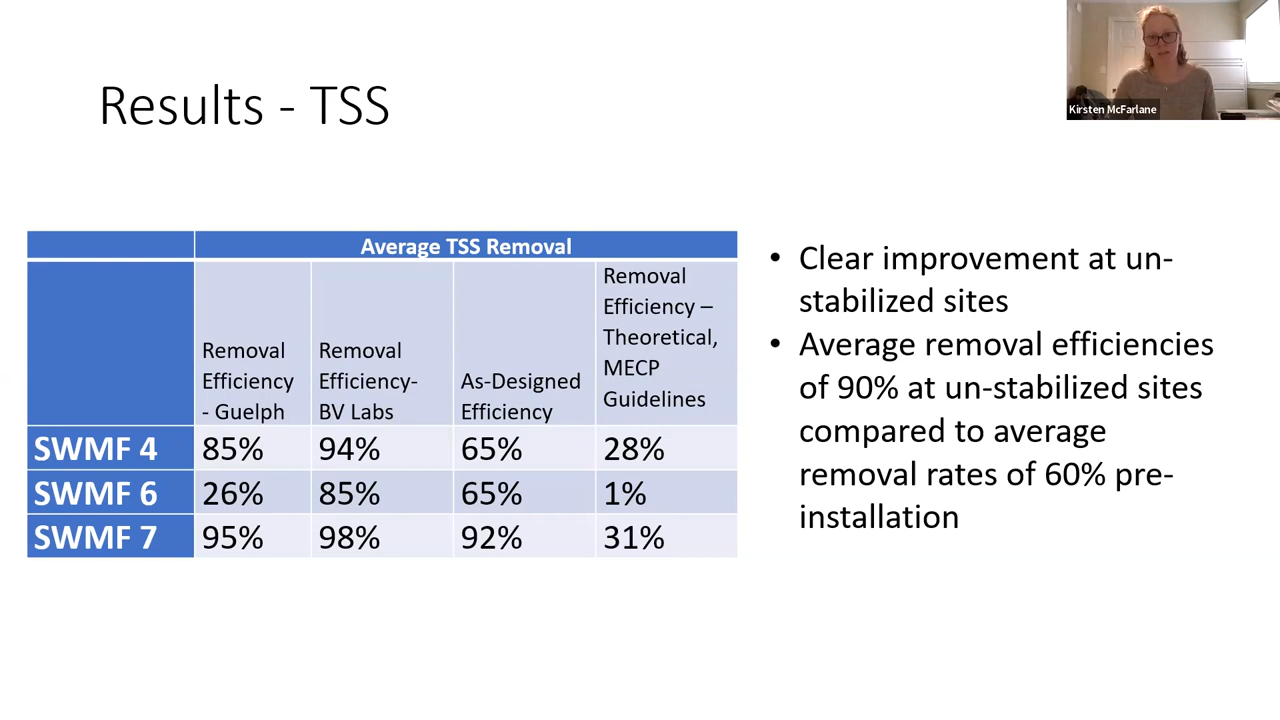 Kirsten McFarlane
Results - TSS
Average TSS Removal
Removal
Efficiency
- Guelph
Removal
Efficiency-
BV Labs
As-Designed
Efficiency
Removal
Efficiency –
Theoretical,
MECP
Guidelines
SWMF 4 85% 94% 65% 28%
SWMF 6 26% 85% 65% 1%
SWMF 7 95% 98% 92% 31%
• Clear improvement at un-
stabilized sites
• Average removal efficiencies
of 90% at un-stabilized sites
compared to average
removal rates of 60% pre-
installation